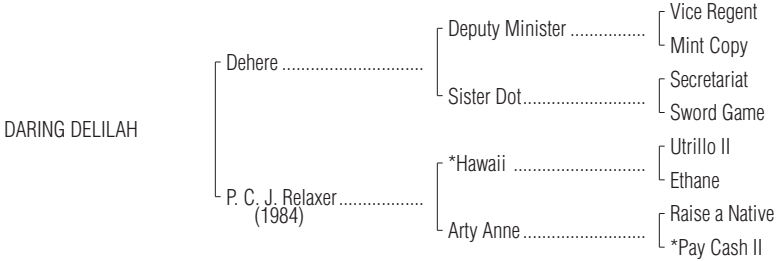 Vice Regent
Deputy Minister ................
Mint Copy
Dehere ..............................
Secretariat
Sister Dot..........................
Sword Game
DARING DELILAH
Utrillo II
*Hawaii ............................
Ethane
P. C. J. Relaxer..................
(1984)
Raise a Native
Arty Anne..........................
*Pay Cash II